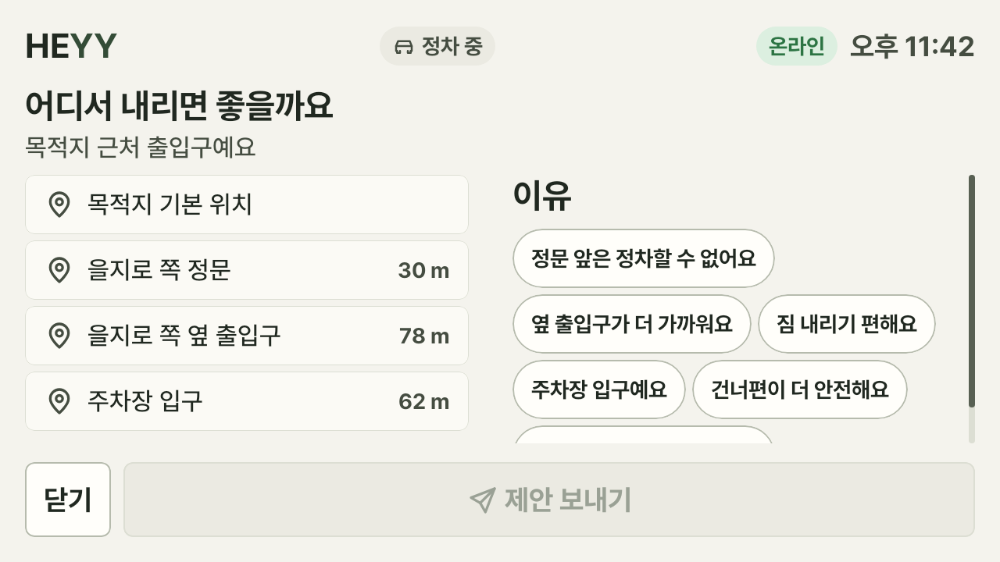 HEYY
정차 중
온라인
오후 11:42
어디서 내리면 좋을까요
목적지 근처 출입구예요
목적지 기본 위치
을지로 쪽 정문 30 m
을지로 쪽 옆 출입구 78 m
주차장 입구 62 m
이유
정문 앞은 정차할 수 없어요
옆 출입구가 더 가까워요
짐 내리기 편해요
주차장 입구예요
건너편이 더 안전해요
닫기
제안 보내기